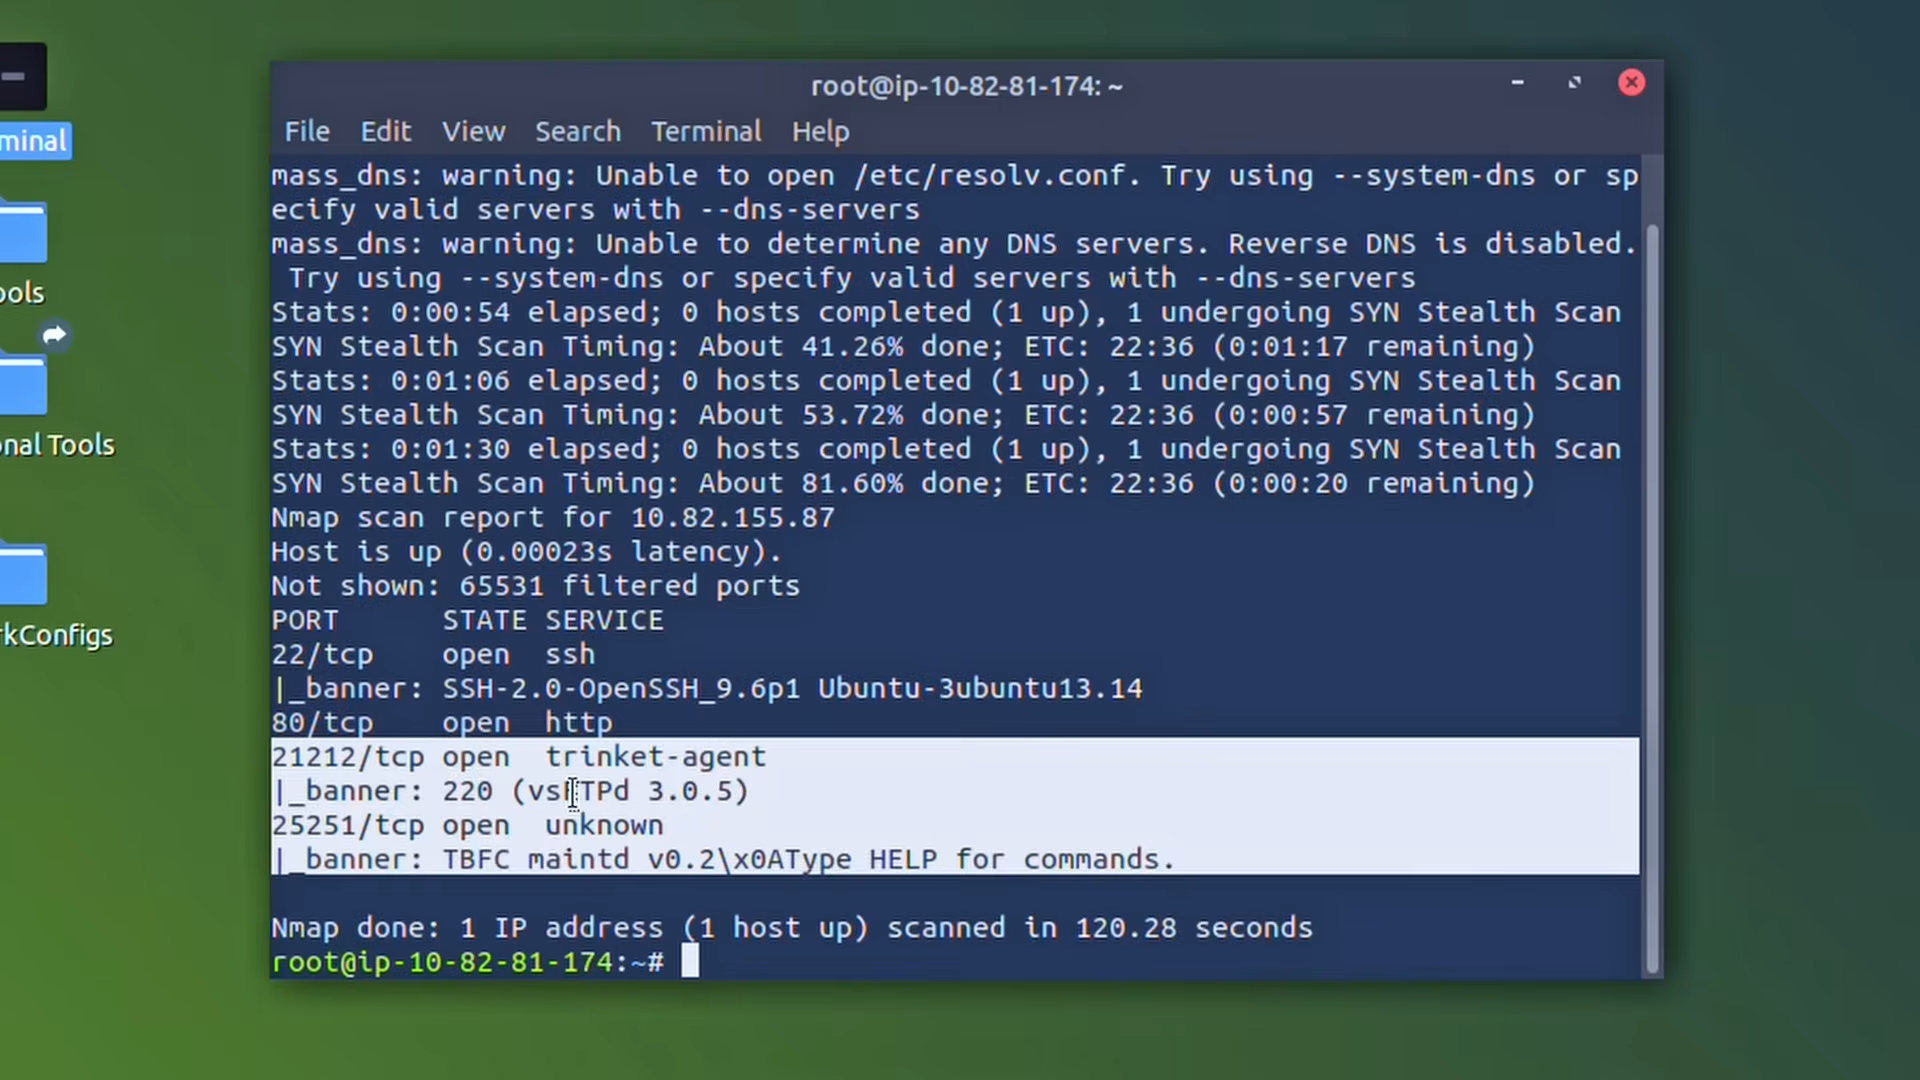 root@ip-10-82-81-174: ~
File Edit View Search Terminal Help
minal
ools
onal Tools
rkConfigs
mass_dns: warning: Unable to open /etc/resolv.conf. Try using --system-dns or sp
ecify valid servers with --dns-servers
mass_dns: warning: Unable to determine any DNS servers. Reverse DNS is disabled.
 Try using --system-dns or specify valid servers with --dns-servers
Stats: 0:00:54 elapsed; 0 hosts completed (1 up), 1 undergoing SYN Stealth Scan
SYN Stealth Scan Timing: About 41.26% done; ETC: 22:36 (0:01:17 remaining)
Stats: 0:01:06 elapsed; 0 hosts completed (1 up), 1 undergoing SYN Stealth Scan
SYN Stealth Scan Timing: About 53.72% done; ETC: 22:36 (0:00:57 remaining)
Stats: 0:01:30 elapsed; 0 hosts completed (1 up), 1 undergoing SYN Stealth Scan
SYN Stealth Scan Timing: About 81.60% done; ETC: 22:36 (0:00:20 remaining)
Nmap scan report for 10.82.155.87
Host is up (0.00023s latency).
Not shown: 65531 filtered ports
PORT      STATE SERVICE
22/tcp    open  ssh
|_banner: SSH-2.0-OpenSSH_9.6p1 Ubuntu-3ubuntu13.14
80/tcp    open  http
21212/tcp open  trinket-agent
|_banner: 220 (vsFTPd 3.0.5)
25251/tcp open  unknown
|_banner: TBFC maintd v0.2\x0AType HELP for commands.
Nmap done: 1 IP address (1 host up) scanned in 120.28 seconds
root@ip-10-82-81-174:~#